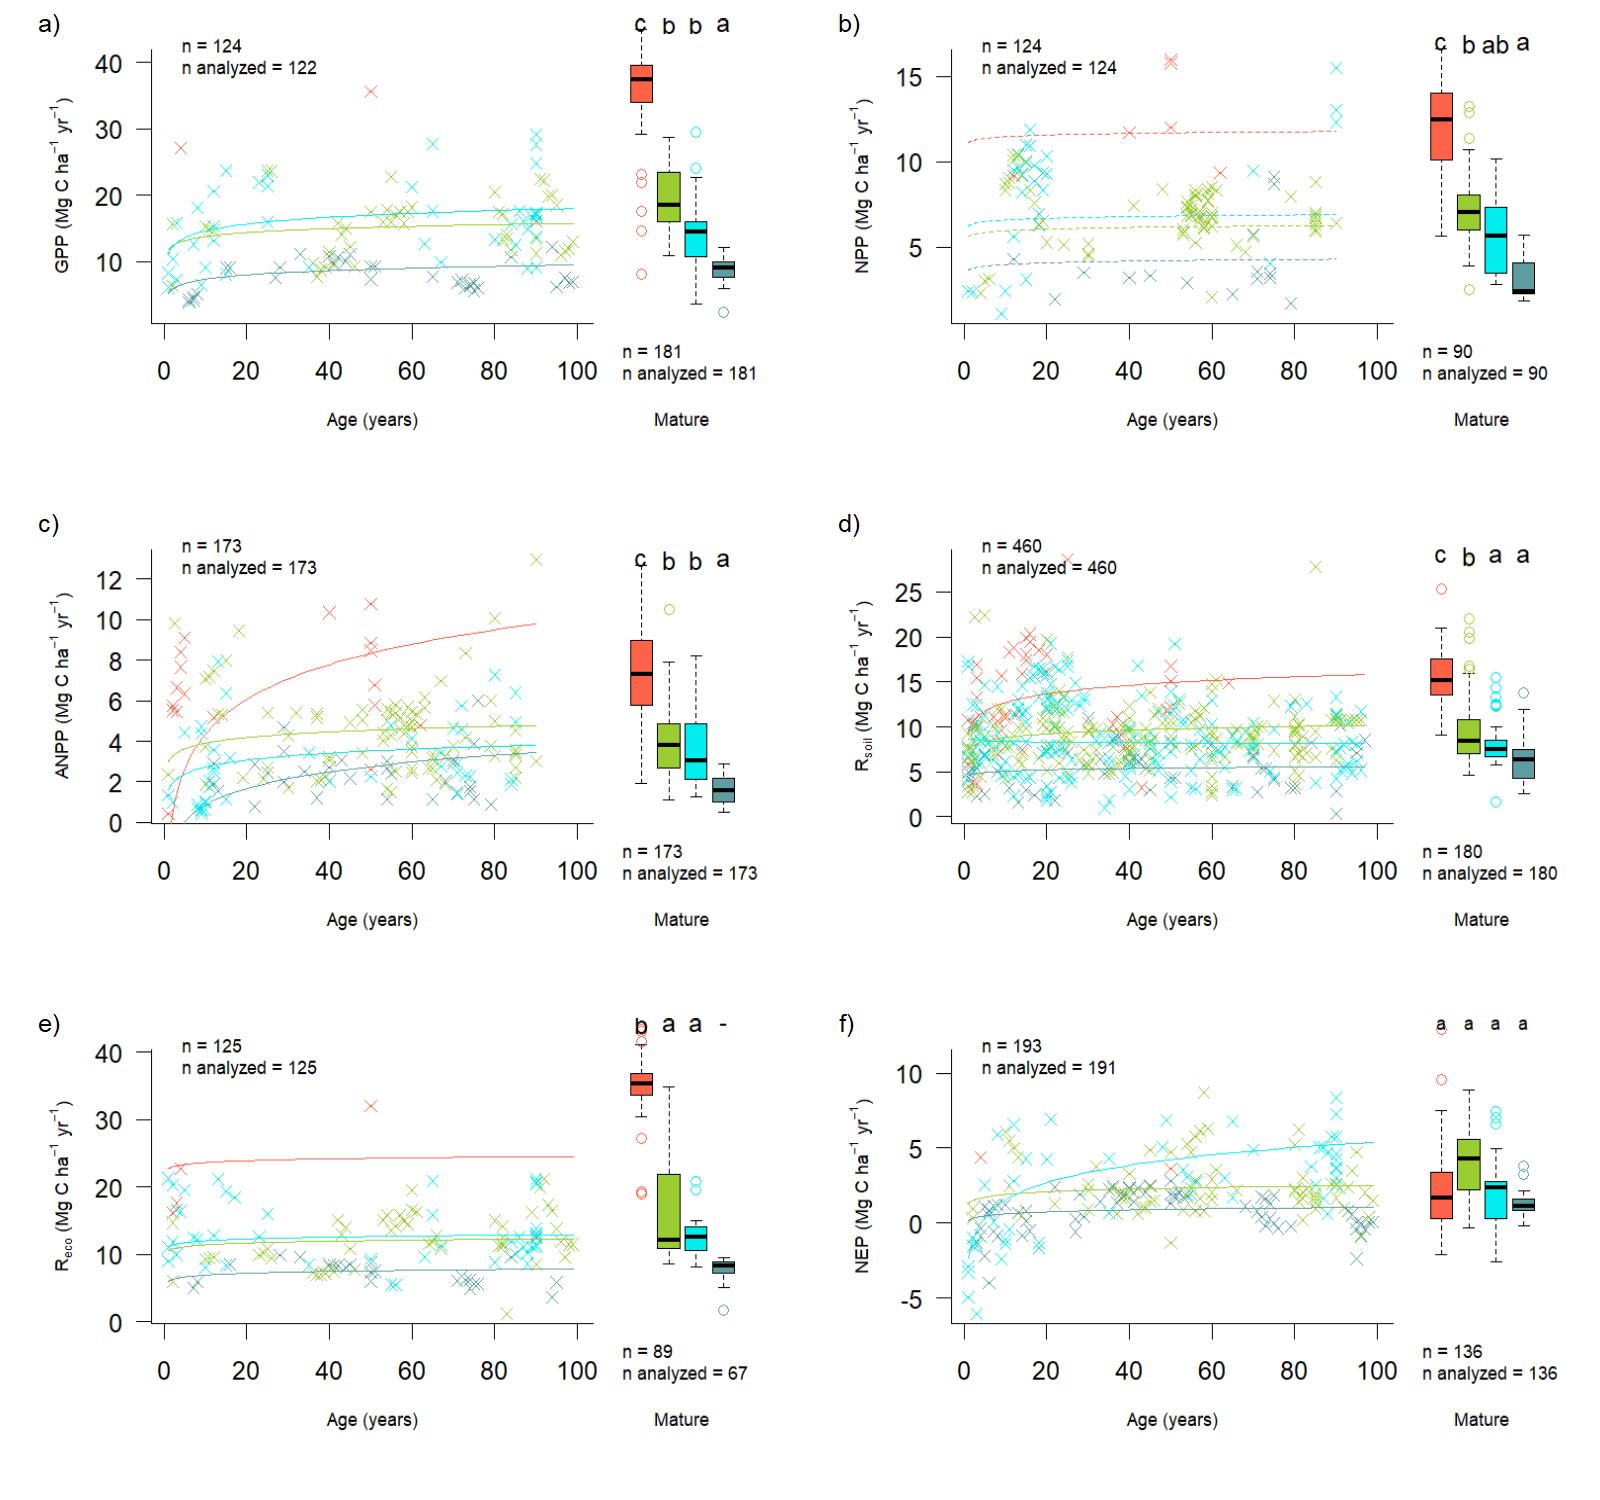 a)
n = 124
n analyzed = 122
c b b a
GPP (Mg C ha⁻¹ yr⁻¹)
40
30
20
10
0 20 40 60 80 100
Age (years)
n = 181
n analyzed = 181
Mature
b)
n = 124
n analyzed = 124
c b ab a
NPP (Mg C ha⁻¹ yr⁻¹)
15
10
5
0 20 40 60 80 100
Age (years)
n = 90
n analyzed = 90
Mature
c)
n = 173
n analyzed = 173
c b b a
ANPP (Mg C ha⁻¹ yr⁻¹)
12
10
8
6
4
2
0
0 20 40 60 80 100
Age (years)
n = 173
n analyzed = 173
Mature
d)
n = 460
n analyzed = 460
c b a a
Rsoil (Mg C ha⁻¹ yr⁻¹)
25
20
15
10
5
0
0 20 40 60 80 100
Age (years)
n = 180
n analyzed = 180
Mature
e)
n = 125
n analyzed = 125
b a a -
Reco (Mg C ha⁻¹ yr⁻¹)
40
30
20
10
0
0 20 40 60 80 100
Age (years)
n = 89
n analyzed = 67
Mature
f)
n = 193
n analyzed = 191
a a a a
NEP (Mg C ha⁻¹ yr⁻¹)
10
5
0
-5
0 20 40 60 80 100
Age (years)
n = 136
n analyzed = 136
Mature